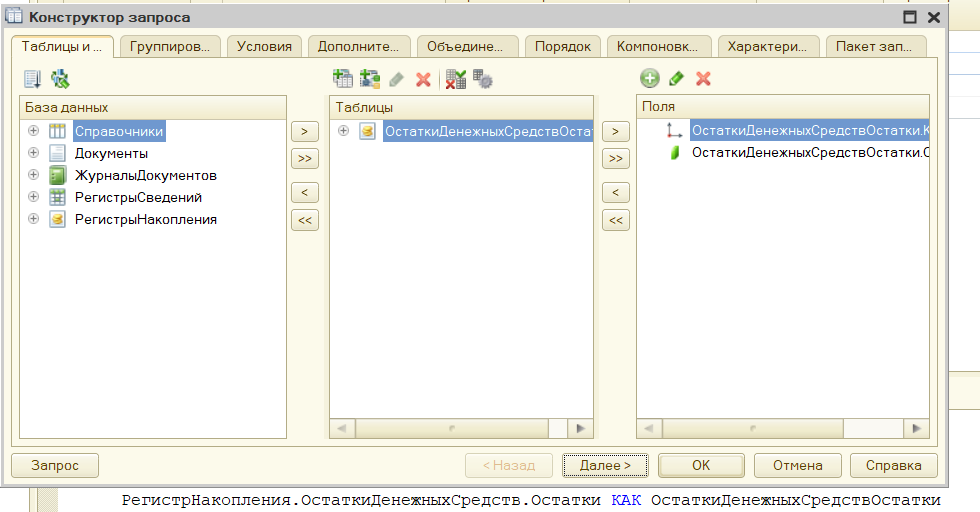 Конструктор запроса
Таблицы и ... Группиров... Условия Дополните... Объедине... Порядок Компоновк... Характери... Пакет зап...
База данных
Справочники
Документы
ЖурналыДокументов
РегистрыСведений
РегистрыНакопления
>
>>
<
<<
Таблицы
ОстаткиДенежныхСредствОстат
>
>>
<
<<
Поля
ОстаткиДенежныхСредствОстатки.К
ОстаткиДенежныхСредствОстатки.С
Запрос < Назад Далее > ОК Отмена Справка
РегистрНакопления.ОстаткиДенежныхСредств.Остатки КАК ОстаткиДенежныхСредствОстатки